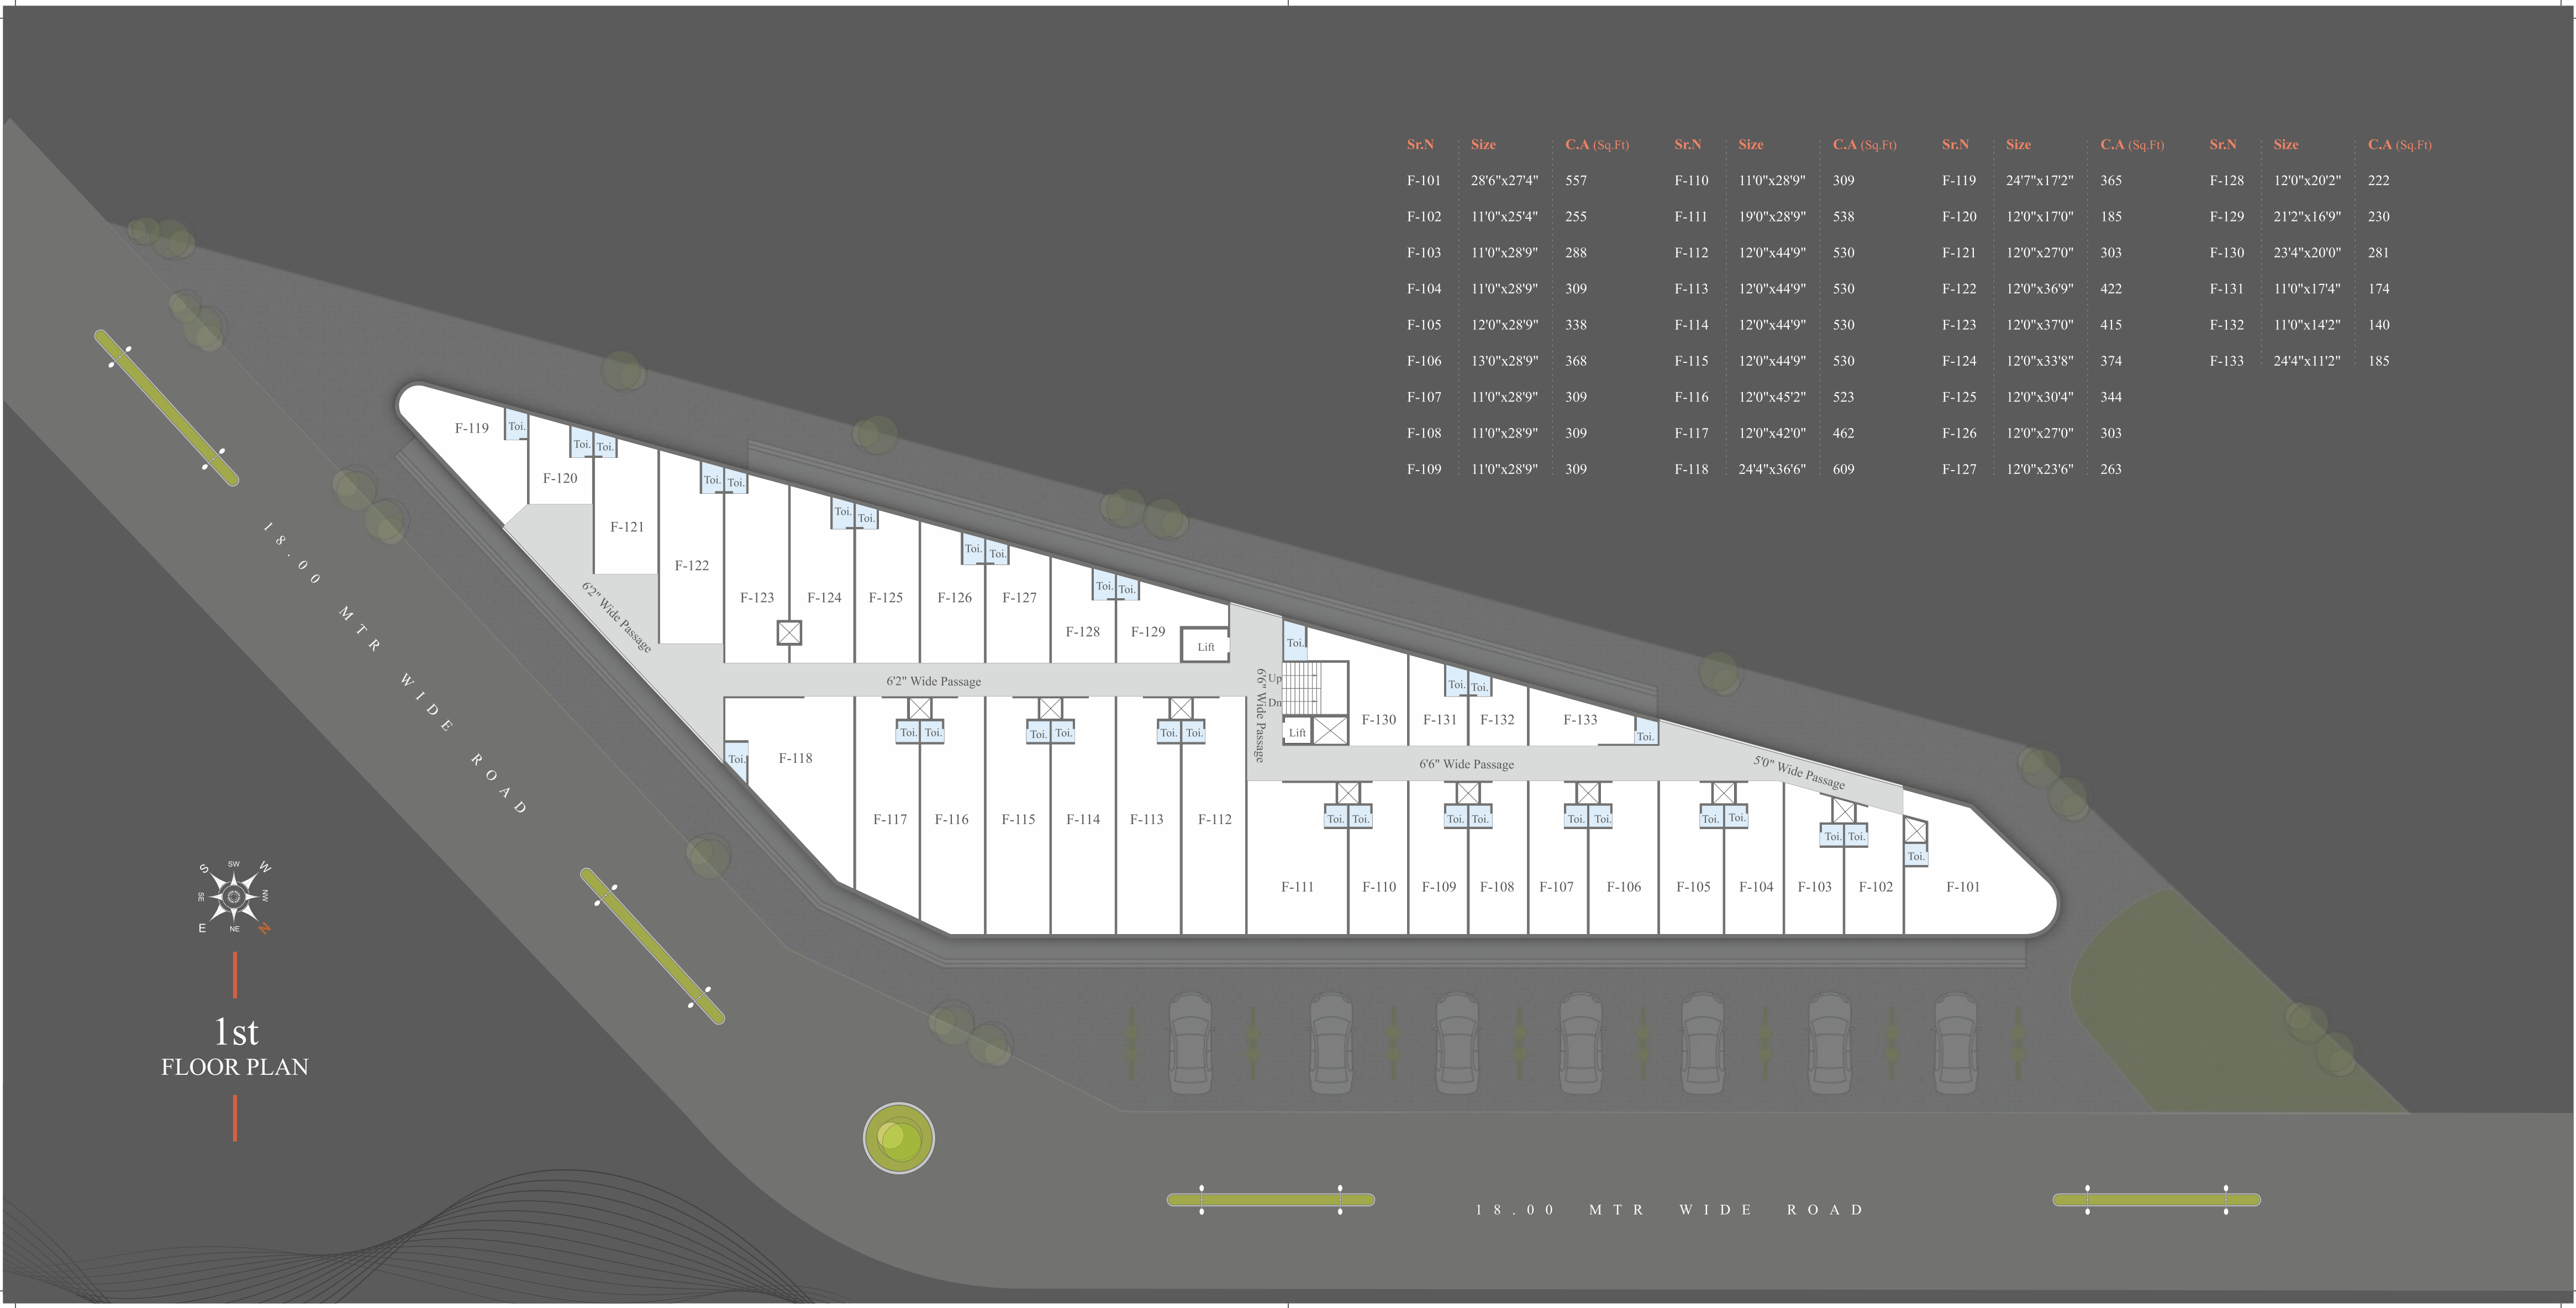 Sr.N Size C.A (Sq.Ft) Sr.N Size C.A (Sq.Ft) Sr.N Size C.A (Sq.Ft) Sr.N Size C.A (Sq.Ft)
F-101 28'6"x27'4" 557 F-110 11'0"x28'9" 309 F-119 24'7"x17'2" 365 F-128 12'0"x20'2" 222
F-102 11'0"x25'4" 255 F-111 19'0"x28'9" 538 F-120 12'0"x17'0" 185 F-129 21'2"x16'9" 230
F-103 11'0"x28'9" 288 F-112 12'0"x44'9" 530 F-121 12'0"x27'0" 303 F-130 23'4"x20'0" 281
F-104 11'0"x28'9" 309 F-113 12'0"x44'9" 530 F-122 12'0"x36'9" 422 F-131 11'0"x17'4" 174
F-105 12'0"x28'9" 338 F-114 12'0"x44'9" 530 F-123 12'0"x37'0" 415 F-132 11'0"x14'2" 140
F-106 13'0"x28'9" 368 F-115 12'0"x44'9" 530 F-124 12'0"x33'8" 374 F-133 24'4"x11'2" 185
F-107 11'0"x28'9" 309 F-116 12'0"x45'2" 523 F-125 12'0"x30'4" 344
F-108 11'0"x28'9" 309 F-117 12'0"x42'0" 462 F-126 12'0"x27'0" 303
F-109 11'0"x28'9" 309 F-118 24'4"x36'6" 609 F-127 12'0"x23'6" 263
F-119 Toi.
Toi. Toi.
F-120
Toi. Toi.
Toi. Toi.
F-121
Toi. Toi.
F-122
Toi. Toi.
F-123 F-124 F-125 F-126 F-127
F-128 F-129
Lift
6'2" Wide Passage
6'2" Wide Passage
6'6" Wide Passage
Toi.
Up
Dn
Lift
Toi. Toi.
F-130 F-131 F-132 F-133
Toi.
6'6" Wide Passage
5'0" Wide Passage
Toi. Toi. Toi. Toi. Toi. Toi.
Toi. F-118
F-117 F-116 F-115 F-114 F-113 F-112
Toi. Toi. Toi. Toi. Toi. Toi. Toi. Toi.
Toi. Toi.
Toi.
F-111 F-110 F-109 F-108 F-107 F-106 F-105 F-104 F-103 F-102 F-101
18.00 MTR WIDE ROAD
S SW W
SE NW
E NE N
1st
FLOOR PLAN
18.00 MTR WIDE ROAD